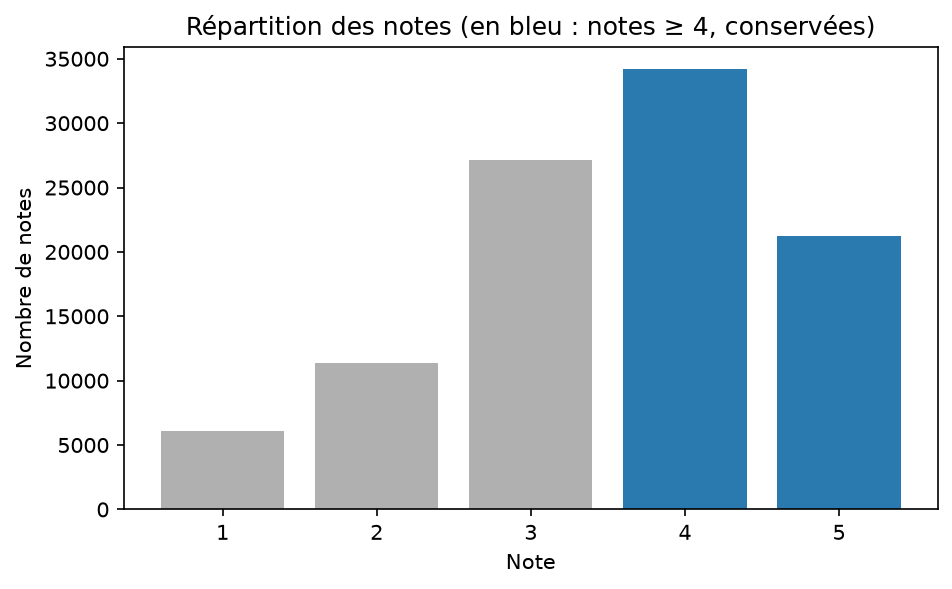 Répartition des notes (en bleu : notes ≥ 4, conservées)
Nombre de notes
35000
30000
25000
20000
15000
10000
5000
0
1 2 3 4 5
Note